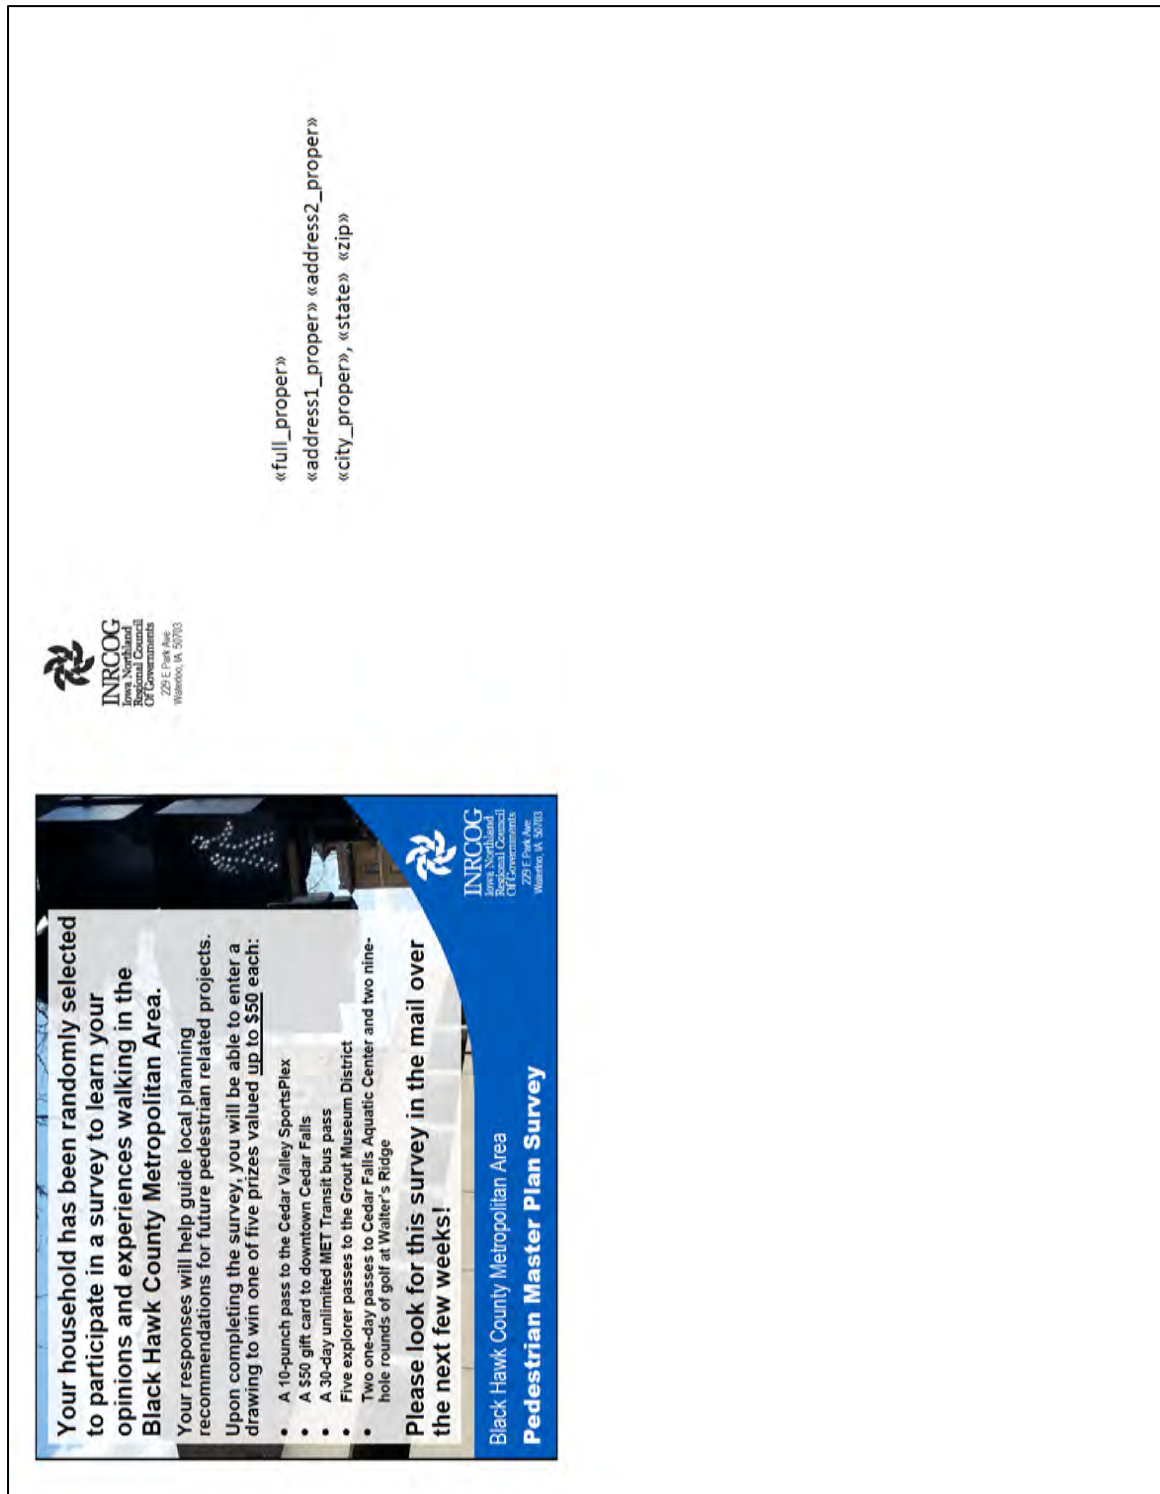 Your household has been randomly selected
to participate in a survey to learn your
opinions and experiences walking in the
Black Hawk County Metropolitan Area.
Your responses will help guide local planning
recommendations for future pedestrian related projects.
Upon completing the survey, you will be able to enter a
drawing to win one of five prizes valued up to $50 each:
• A 10-punch pass to the Cedar Valley SportsPlex
• A $50 gift card to downtown Cedar Falls
• A 30-day unlimited MET Transit bus pass
• Five explorer passes to the Grout Museum District
• Two one-day passes to Cedar Falls Aquatic Center and two nine-
hole rounds of golf at Walter's Ridge
Please look for this survey in the mail over
the next few weeks!
Black Hawk County Metropolitan Area
Pedestrian Master Plan Survey
INRCOG
Iowa Northland
Regional Council
Of Governments
229 E Park Ave
Waterloo, IA 50703
INRCOG
Iowa Northland
Regional Council
Of Governments
229 E Park Ave
Waterloo, IA 50703
«full_proper»
«address1_proper» «address2_proper»
«city_proper», «state» «zip»